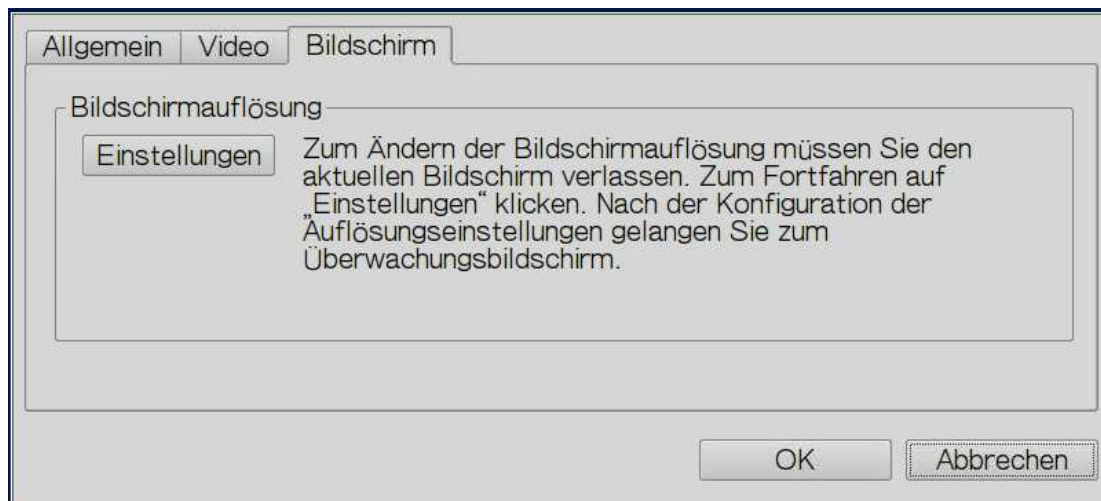 Allgemein Video Bildschirm
Bildschirmauflösung
Einstellungen
Zum Ändern der Bildschirmauflösung müssen Sie den
aktuellen Bildschirm verlassen. Zum Fortfahren auf
„Einstellungen“ klicken. Nach der Konfiguration der
Auflösungseinstellungen gelangen Sie zum
Überwachungsbildschirm.
OK Abbrechen